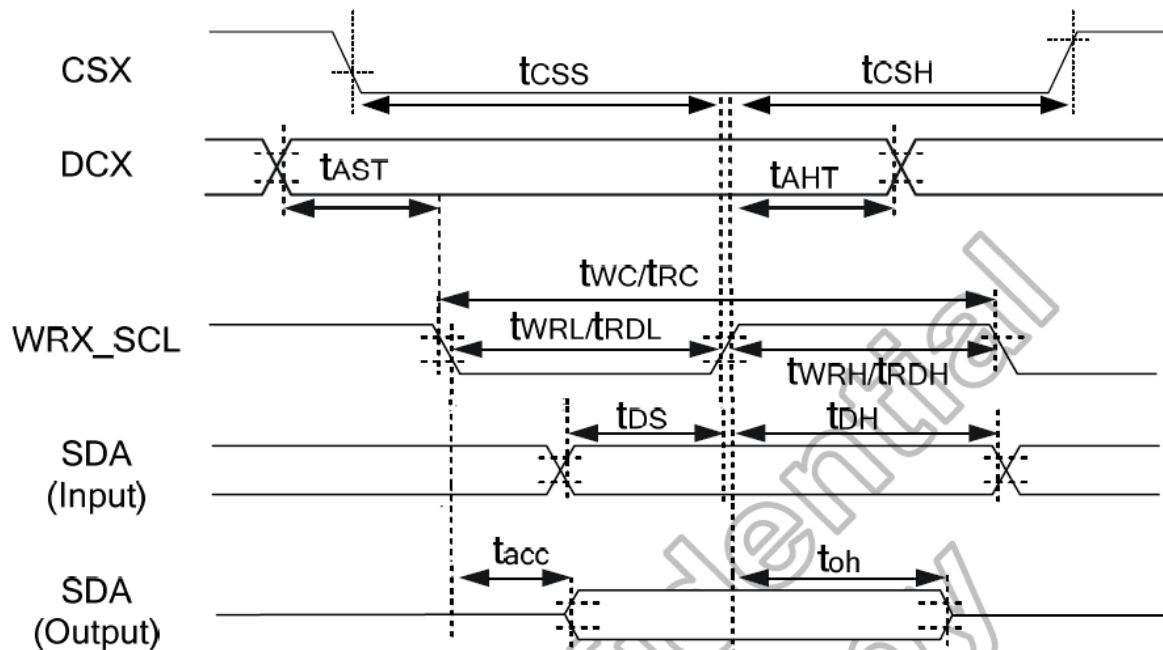 CSX
tCSS
tCSH
DCX
tAST
tAHT
tWC/tRC
WRX_SCL
tWRL/tRDL
tWRH/tRDH
tDS
tDH
SDA
(Input)
tacc
toh
SDA
(Output)